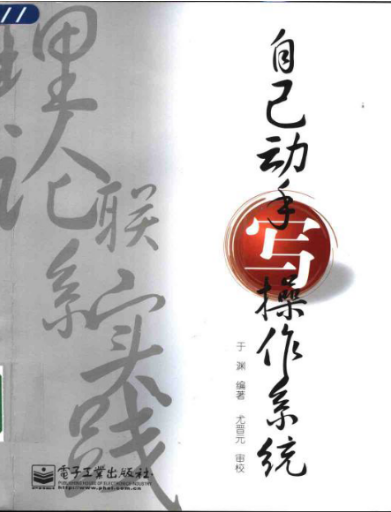 理论联系实践
自己动手写操作系统
于渊 编著 尤晋元 审校
电子工业出版社
PUBLISHING HOUSE OF ELECTRONICS INDUSTRY
http://www.phei.com.cn